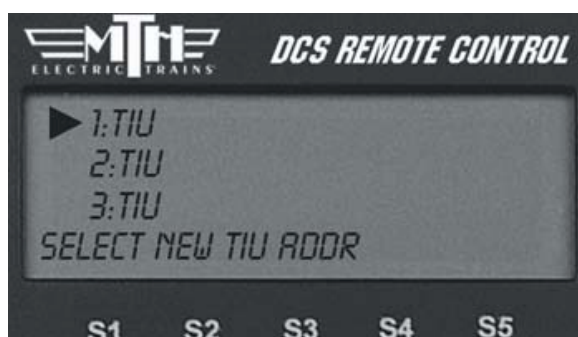 MTH
ELECTRIC TRAINS
DCS REMOTE CONTROL
1:TIU
2:TIU
3:TIU
SELECT NEW TIU ADDR
S1 S2 S3 S4 S5